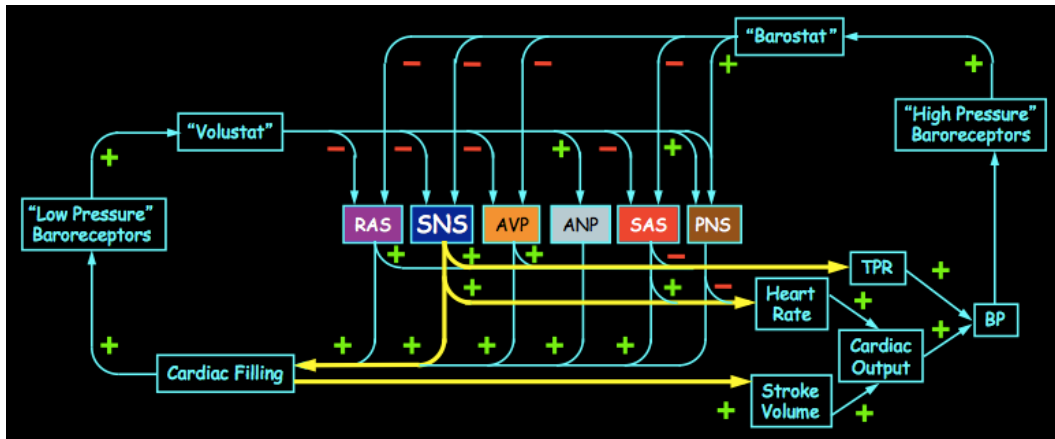 “Barostat”
− − − − + +
“Volustat”
“High Pressure”
Baroreceptors
+ − − − + − +
“Low Pressure”
Baroreceptors
RAS SNS AVP ANP SAS PNS
+ + + −
TPR +
+ + − Heart
Rate + BP
+ + + + + + Cardiac
Output
Cardiac Filling
Stroke
Volume
+ +